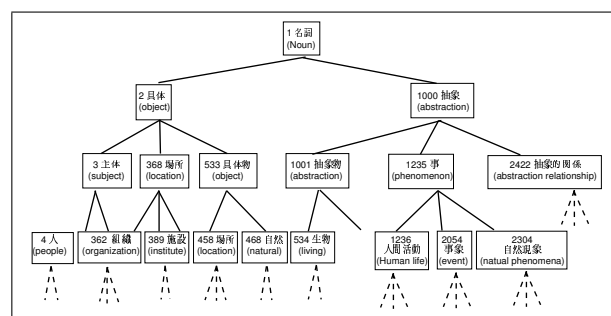 1 名詞
(Noun)
2 具体
(object)
1000 抽象
(abstraction)
3 主体
(subject)
368 場所
(location)
533 具体物
(object)
1001 抽象物
(abstraction)
1235 事
(phenomenon)
2422 抽象的関係
(abstraction relationship)
4 人
(people)
362 組織
(organization)
389 施設
(institute)
458 場所
(location)
468 自然
(natural)
534 生物
(living)
1236
人間活動
(Human life)
2054
事象
(event)
2304
自然現象
(natual phenomena)